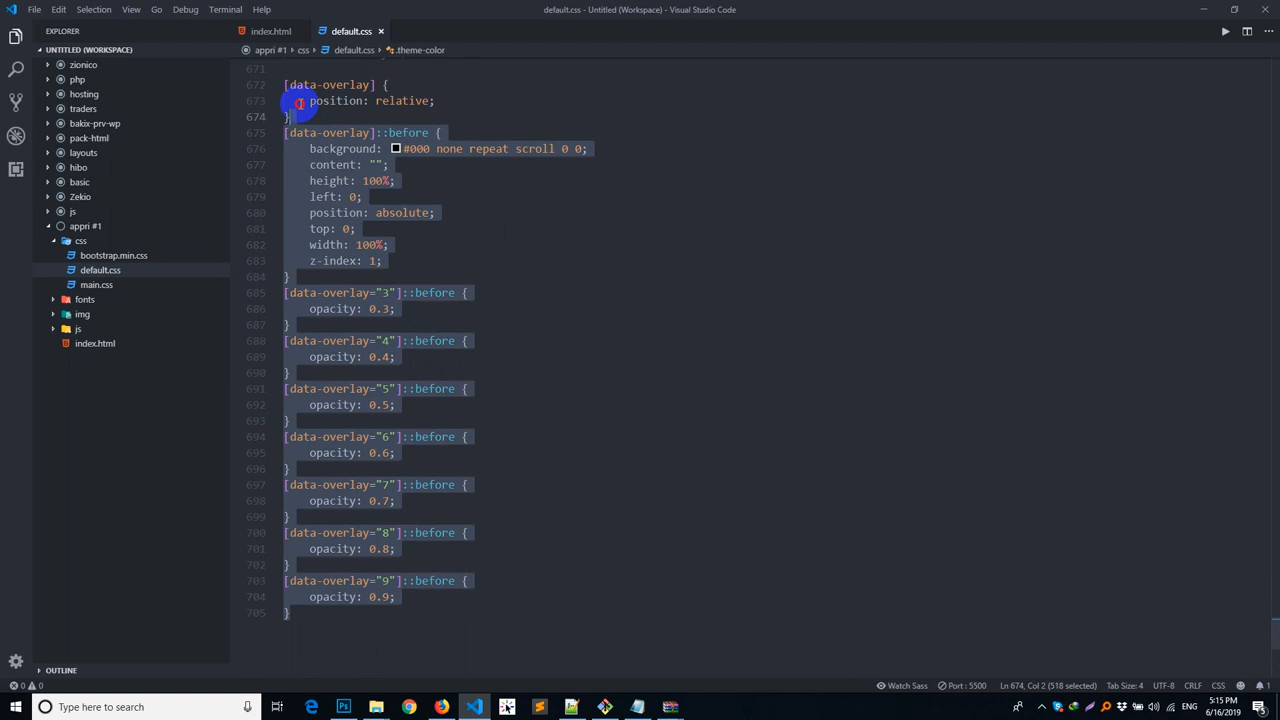 File Edit Selection View Go Debug Terminal Help
default.css - Untitled (Workspace) - Visual Studio Code
EXPLORER
index.html
default.css
UNTITLED (WORKSPACE)
appri #1 › css › default.css › .theme-color
zionico
php
hosting
traders
bakix-prv-wp
pack-html
layouts
hibo
basic
Zekio
js
appri #1
css
bootstrap.min.css
default.css
main.css
fonts
img
js
index.html
OUTLINE
671
672 [data-overlay] {
673 position: relative;
674 }
675 [data-overlay]::before {
676 background: #000 none repeat scroll 0 0;
677 content: "";
678 height: 100%;
679 left: 0;
680 position: absolute;
681 top: 0;
682 width: 100%;
683 z-index: 1;
684 }
685 [data-overlay="3"]::before {
686 opacity: 0.3;
687 }
688 [data-overlay="4"]::before {
689 opacity: 0.4;
690 }
691 [data-overlay="5"]::before {
692 opacity: 0.5;
693 }
694 [data-overlay="6"]::before {
695 opacity: 0.6;
696 }
697 [data-overlay="7"]::before {
698 opacity: 0.7;
699 }
700 [data-overlay="8"]::before {
701 opacity: 0.8;
702 }
703 [data-overlay="9"]::before {
704 opacity: 0.9;
705 }
0 0 Watch Sass Port : 5500 Ln 674, Col 2 (518 selected) Tab Size: 4 UTF-8 CRLF CSS 1
Type here to search
ENG
5:15 PM
6/16/2019